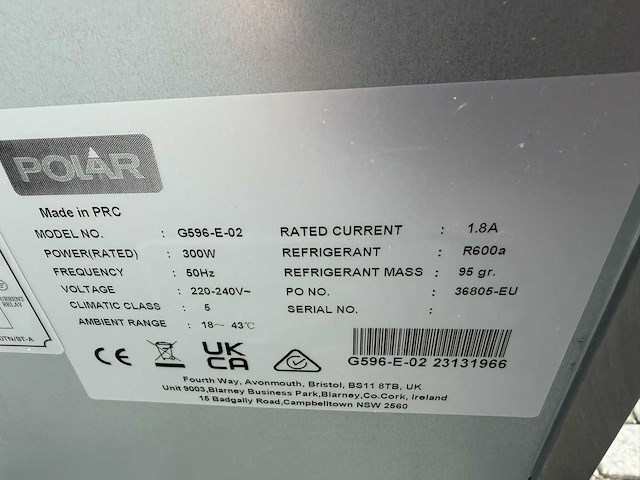 POLAR
Made in PRC
MODEL NO. : G596-E-02
POWER(RATED) : 300W
FREQUENCY : 50Hz
VOLTAGE : 220-240V~
CLIMATIC CLASS : 5
AMBIENT RANGE : 18~ 43℃
RATED CURRENT : 1.8A
REFRIGERANT : R600a
REFRIGERANT MASS : 95 gr.
PO NO. : 36805-EU
SERIAL NO. :
G596-E-02 23131966
CE UK CA
Fourth Way, Avonmouth, Bristol, BS11 8TB, UK
Unit 9003,Blarney Business Park,Blarney,Co.Cork, Ireland
15 Badgally Road,Campbelltown NSW 2560
RELAY